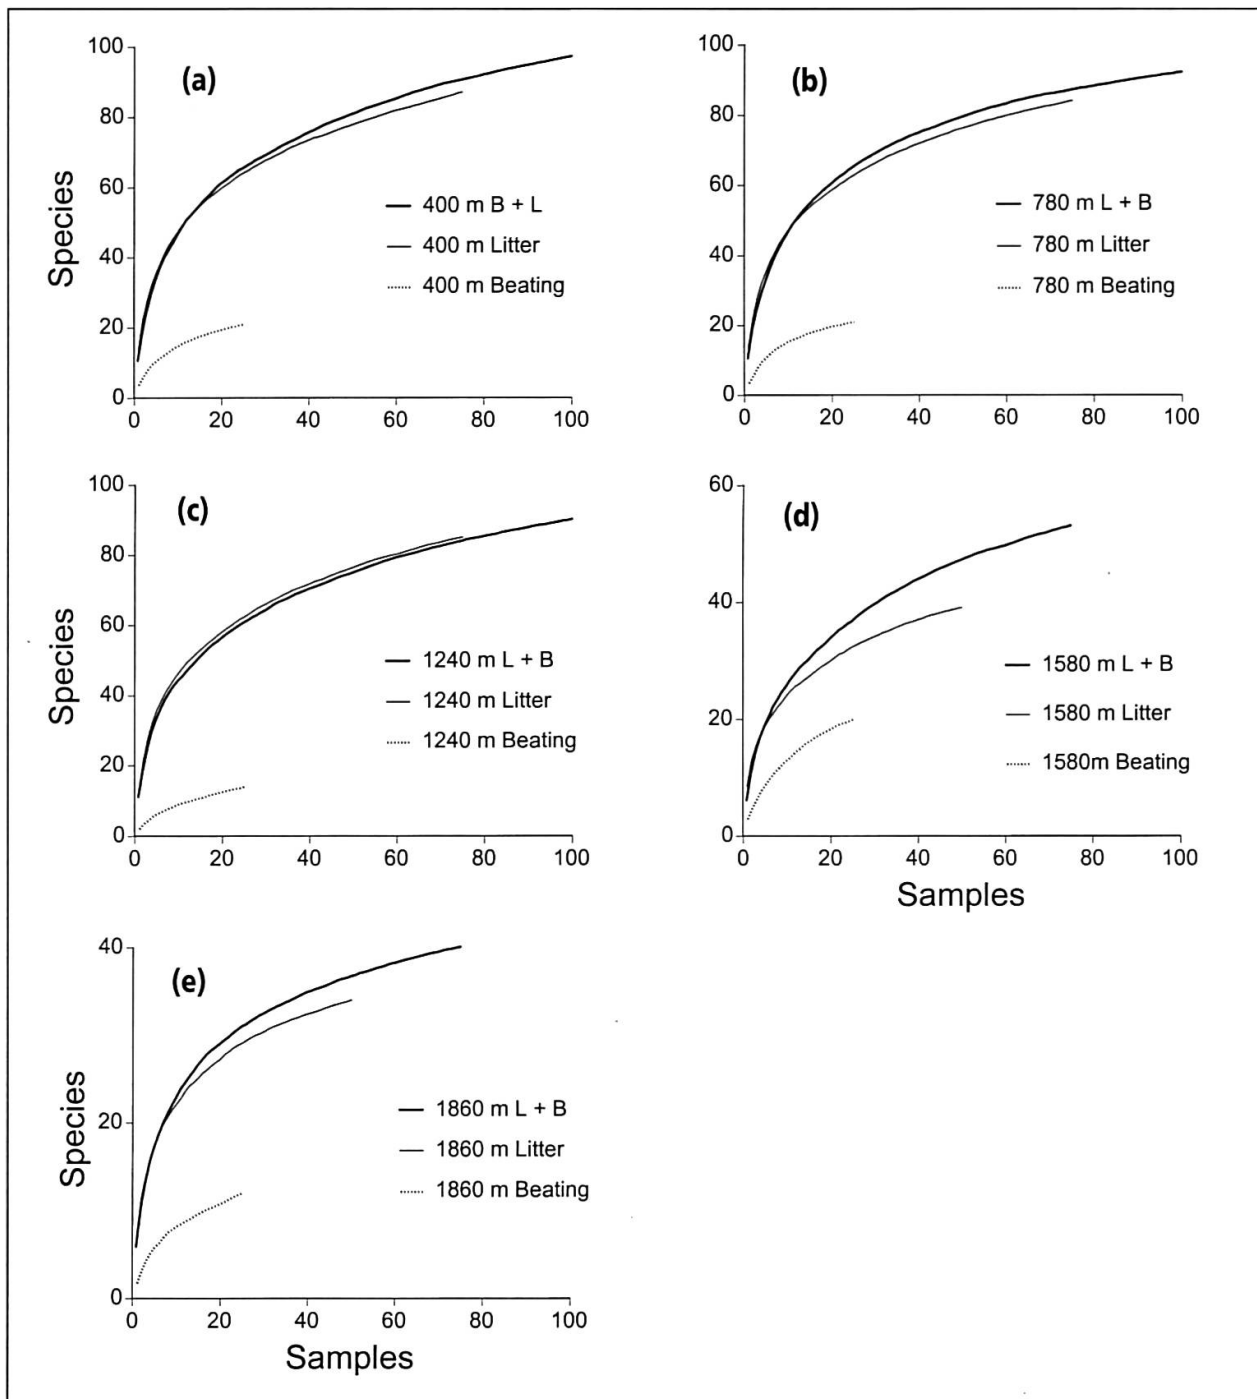 (a)
Species
100
80
60
40
20
0
400 m B + L
400 m Litter
400 m Beating
0 20 40 60 80 100
(b)
100
80
60
40
20
0
780 m L + B
780 m Litter
780 m Beating
0 20 40 60 80 100
(c)
Species
100
80
60
40
20
0
1240 m L + B
1240 m Litter
1240 m Beating
0 20 40 60 80 100
(d)
60
40
20
0
1580 m L + B
1580 m Litter
1580m Beating
0 20 40 60 80 100
Samples
(e)
Species
40
20
0
1860 m L + B
1860 m Litter
1860 m Beating
0 20 40 60 80 100
Samples